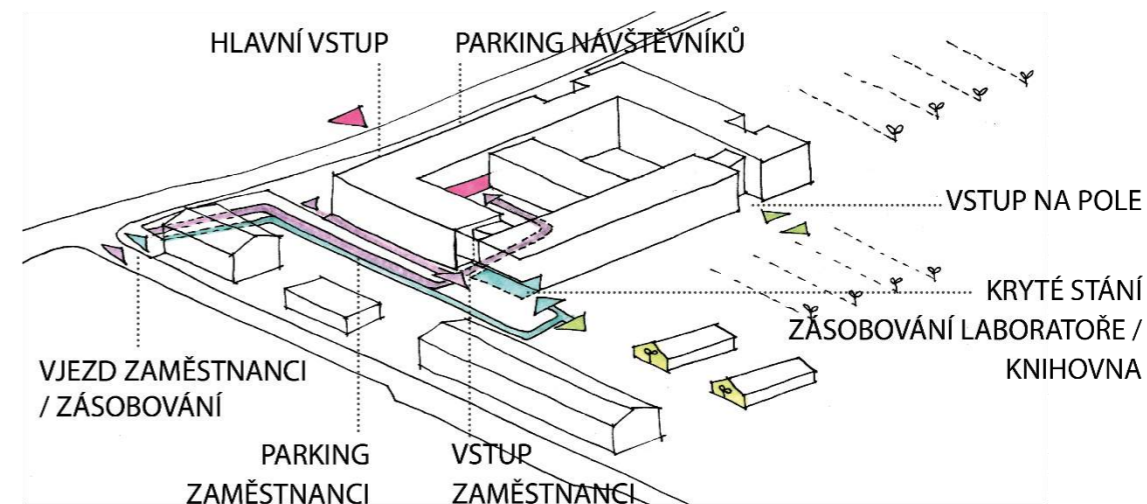 HLAVNÍ VSTUP
PARKING NÁVŠTĚVNÍKŮ
VSTUP NA POLE
KRYTÉ STÁNÍ
ZÁSOBOVÁNÍ LABORATOŘE /
KNIHOVNA
VJEZD ZAMĚSTNANCI
/ ZÁSOBOVÁNÍ
PARKING
ZAMĚSTNANCI
VSTUP
ZAMĚSTNANCI